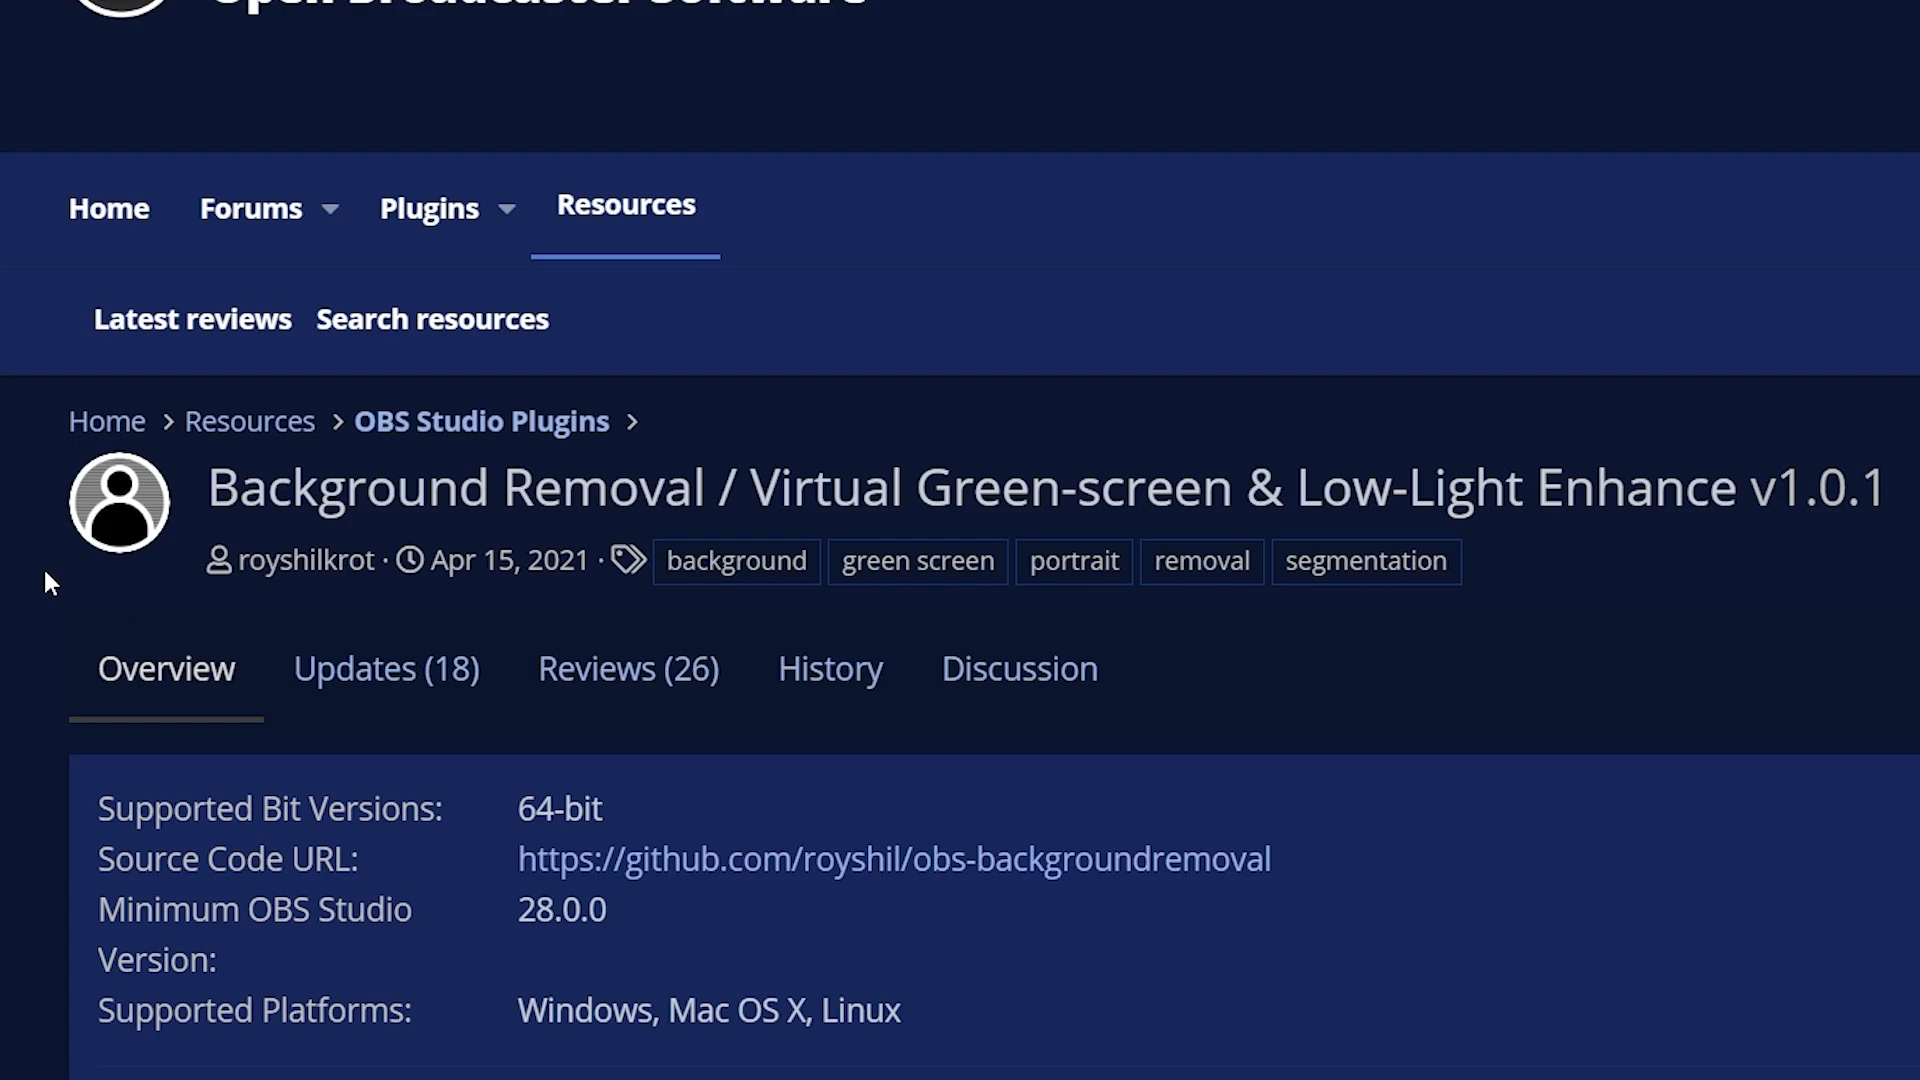 Open Broadcaster Software
Home Forums Plugins Resources
Latest reviews Search resources
Home > Resources > OBS Studio Plugins >
Background Removal / Virtual Green-screen & Low-Light Enhance v1.0.1
royshilkrot · Apr 15, 2021 · background green screen portrait removal segmentation
Overview Updates (18) Reviews (26) History Discussion
Supported Bit Versions: 64-bit
Source Code URL: https://github.com/royshil/obs-backgroundremoval
Minimum OBS Studio 28.0.0
Version:
Supported Platforms: Windows, Mac OS X, Linux